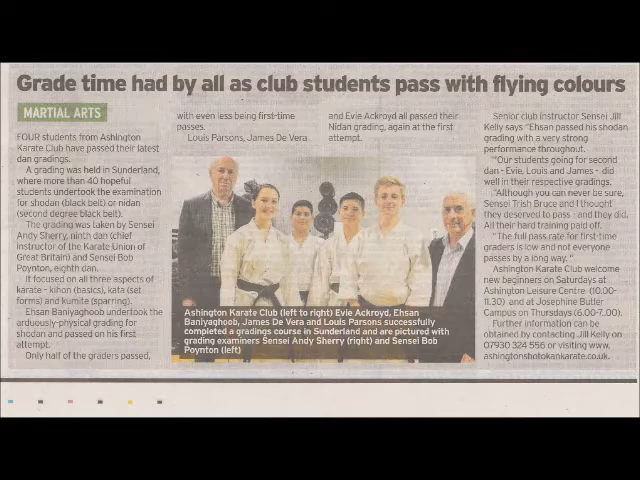 Grade time had by all as club students pass with flying colours
MARTIAL ARTS
FOUR students from Ashington
Karate Club have passed their latest
dan gradings.
A grading was held in Sunderland,
where more than 40 hopeful
students undertook the examination
for shodan (black belt) or nidan
(second degree black belt).
The grading was taken by Sensei
Andy Sherry, ninth dan (chief
instructor of the Karate Union of
Great Britain) and Sensei Bob
Poynton, eighth dan.
It focused on all three aspects of
karate - kihon (basics), kata (set
forms) and kumite (sparring).
Ehsan Baniyaghoob undertook the
arduously-physical grading for
shodan and passed on his first
attempt.
Only half of the graders passed,
with even less being first-time
passes.
Louis Parsons, James De Vera
and Evie Ackroyd all passed their
Nidan grading, again at the first
attempt.
Ashington Karate Club (left to right) Evie Ackroyd, Ehsan
Baniyaghoob, James De Vera and Louis Parsons successfully
completed a gradings course in Sunderland and are pictured with
grading examiners Sensei Andy Sherry (right) and Sensei Bob
Poynton (left)
Senior club instructor Sensei Jill
Kelly says "Ehsan passed his shodan
grading with a very strong
performance throughout.
"Our students going for second
dan - Evie, Louis and James - did
well in their respective gradings.
"Although you can never be sure,
Sensei Trish Bruce and I thought
they deserved to pass - and they did.
All their hard training paid off.
"The full pass rate for first-time
graders is low and not everyone
passes by a long way. "
Ashington Karate Club welcome
new beginners on Saturdays at
Ashington Leisure Centre (10.00-
11.30) and at Josephine Butler
Campus on Thursdays (6.00-7..00).
Further information can be
obtained by contacting Jill Kelly on
07930 324 556 or visiting www.
ashingtonshotokankarate.co.uk.